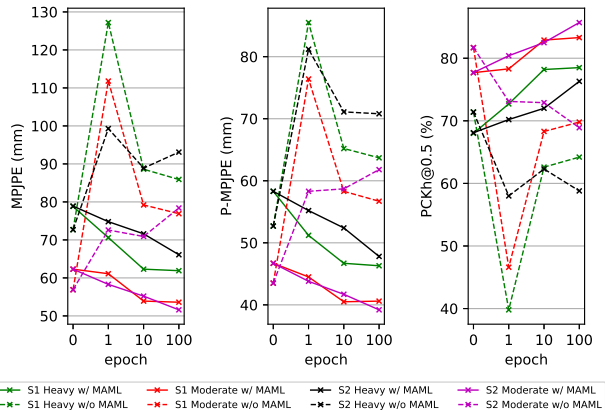 130
120
110
100
90
80
70
60
50
MPJPE (mm)
0 1 10 100
epoch
80
70
60
50
40
P-MPJPE (mm)
0 1 10 100
epoch
80
70
60
50
40
PCKh@0.5 (%)
0 1 10 100
epoch
S1 Heavy w/ MAML S1 Moderate w/ MAML S2 Heavy w/ MAML S2 Moderate w/ MAML
S1 Heavy w/o MAML S1 Moderate w/o MAML S2 Heavy w/o MAML S2 Moderate w/o MAML